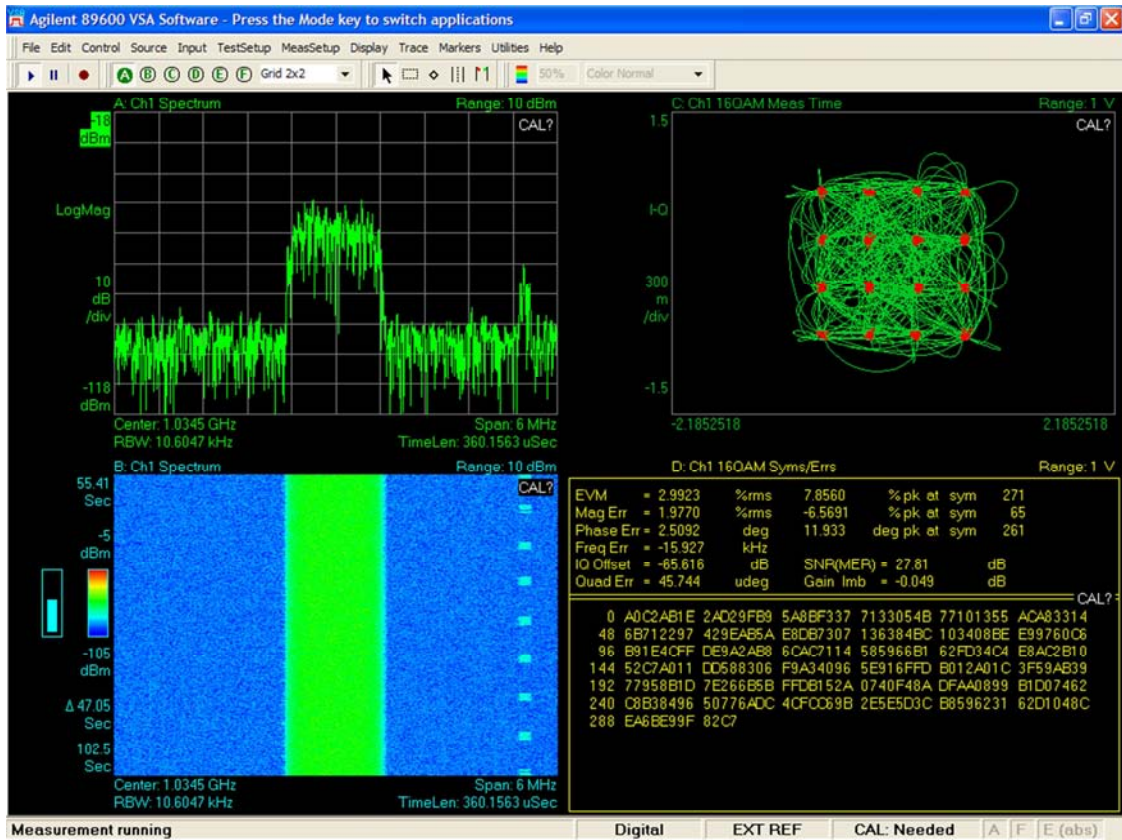 Agilent 89600 VSA Software - Press the Mode key to switch applications
File Edit Control Source Input TestSetup MeasSetup Display Trace Markers Utilities Help
A B C D E F Grid 2x2 50% Color Normal
A: Ch1 Spectrum Range: 10 dBm
-18
dBm
CAL?
LogMag
10
dB
/div
-118
dBm
Center: 1.0345 GHz Span: 6 MHz
RBW: 10.6047 kHz TimeLen: 360.1563 uSec
C: Ch1 16QAM Meas Time Range: 1 V
1.5
CAL?
I-Q
300
m
/div
-1.5
-2.1852518 2.1852518
B: Ch1 Spectrum Range: 10 dBm
55.41
Sec
CAL?
-5
dBm
-105
dBm
Δ 47.05
Sec
102.5
Sec
Center: 1.0345 GHz Span: 6 MHz
RBW: 10.6047 kHz TimeLen: 360.1563 uSec
D: Ch1 16QAM Syms/Errs Range: 1 V
EVM = 2.9923 %rms 7.8560 %pk at sym 271
Mag Err = 1.9770 %rms -6.5691 %pk at sym 65
Phase Err = 2.5092 deg 11.933 deg pk at sym 261
Freq Err = -15.927 kHz
IQ Offset = -65.616 dB SNR(MER) = 27.81 dB
Quad Err = 45.744 udeg Gain Imb = -0.049 dB
CAL?
0 A0C2AB1E 2AD29FB9 5A8BF337 7133054B 77101355 ACA83314
48 6B712297 429EAB5A E8DB7307 136384BC 103408BE E99760C6
96 B91E4CFF DE9A2AB8 6CAC7114 585966B1 62FD34C4 E8AC2B10
144 52C7A011 DD588306 F9A34096 5E916FFD B012A01C 3F59AB39
192 77958B1D 7E266B5B FFDB152A 0740F48A DFAA0899 B1D07462
240 C8B38496 50776ADC 4CFCC69B 2E5E5D3C B8596231 62D1048C
288 EA6BE99F 82C7
Measurement running Digital EXT REF CAL: Needed A F E (abs)